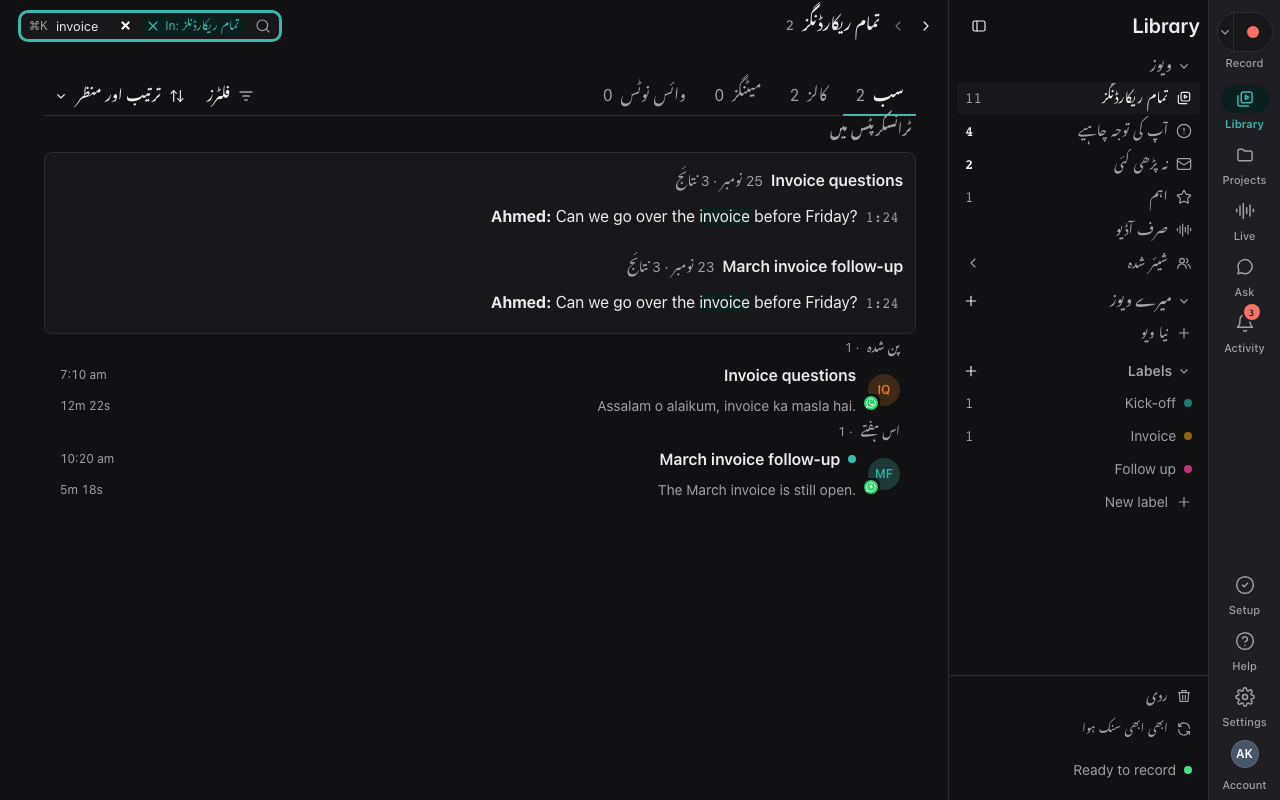 Record
Library
Projects
Live
Ask
3
Activity
Setup
Help
Settings
AK
Account
Library
ویوز
تمام ریکارڈنگز 11
آپ کی توجہ چاہیے 4
نہ پڑھی گئی 2
اہم 1
صرف آڈیو
شیئر شدہ
میرے ویوز
نیا ویو
Labels
Kick-off 1
Invoice 1
Follow up
New label
ردی
ابھی ابھی سنک ہوا
Ready to record
تمام ریکارڈنگز 2
In: تمام ریکارڈنگز
invoice
⌘K
سب 2
کالز 2
میٹنگز 0
وائس نوٹس 0
فلٹرز
ترتیب اور منظر
ٹرانسکرپٹس میں
Invoice questions 25 نومبر · 3 نتائج
Ahmed: Can we go over the invoice before Friday? 1:24
March invoice follow-up 23 نومبر · 3 نتائج
Ahmed: Can we go over the invoice before Friday? 1:24
پن شدہ · 1
IQ
Invoice questions 7:10 am
Assalam o alaikum, invoice ka masla hai. 12m 22s
اس ہفتے · 1
MF
March invoice follow-up 10:20 am
The March invoice is still open. 5m 18s